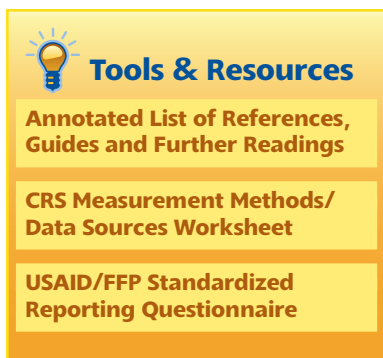 Tools & Resources
Annotated List of References,
Guides and Further Readings
CRS Measurement Methods/
Data Sources Worksheet
USAID/FFP Standardized
Reporting Questionnaire